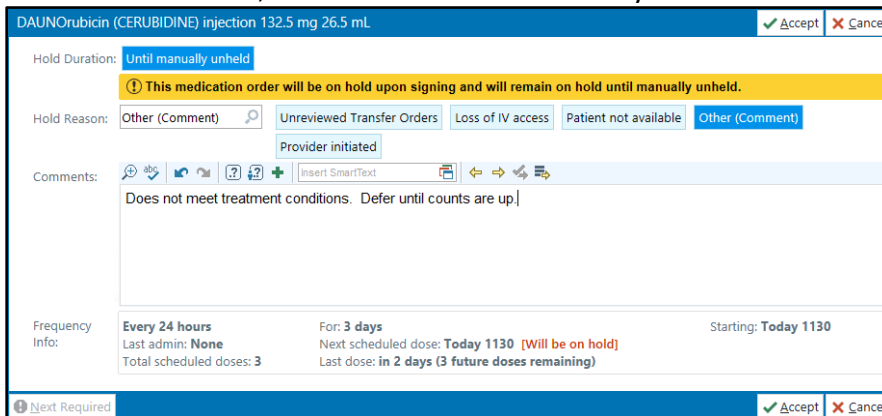 DAUNOrubicin (CERUBIDINE) injection 132.5 mg 26.5 mL Accept Cance
Hold Duration: Until manually unheld
This medication order will be on hold upon signing and will remain on hold until manually unheld.
Hold Reason: Other (Comment) Unreviewed Transfer Orders Loss of IV access Patient not available Other (Comment)
Provider initiated
Comments: abc Insert SmartText
Does not meet treatment conditions. Defer until counts are up.
Frequency Info: Every 24 hours For: 3 days Starting: Today 1130
Last admin: None Next scheduled dose: Today 1130 [Will be on hold]
Total scheduled doses: 3 Last dose: in 2 days (3 future doses remaining)
Next Required Accept Cance